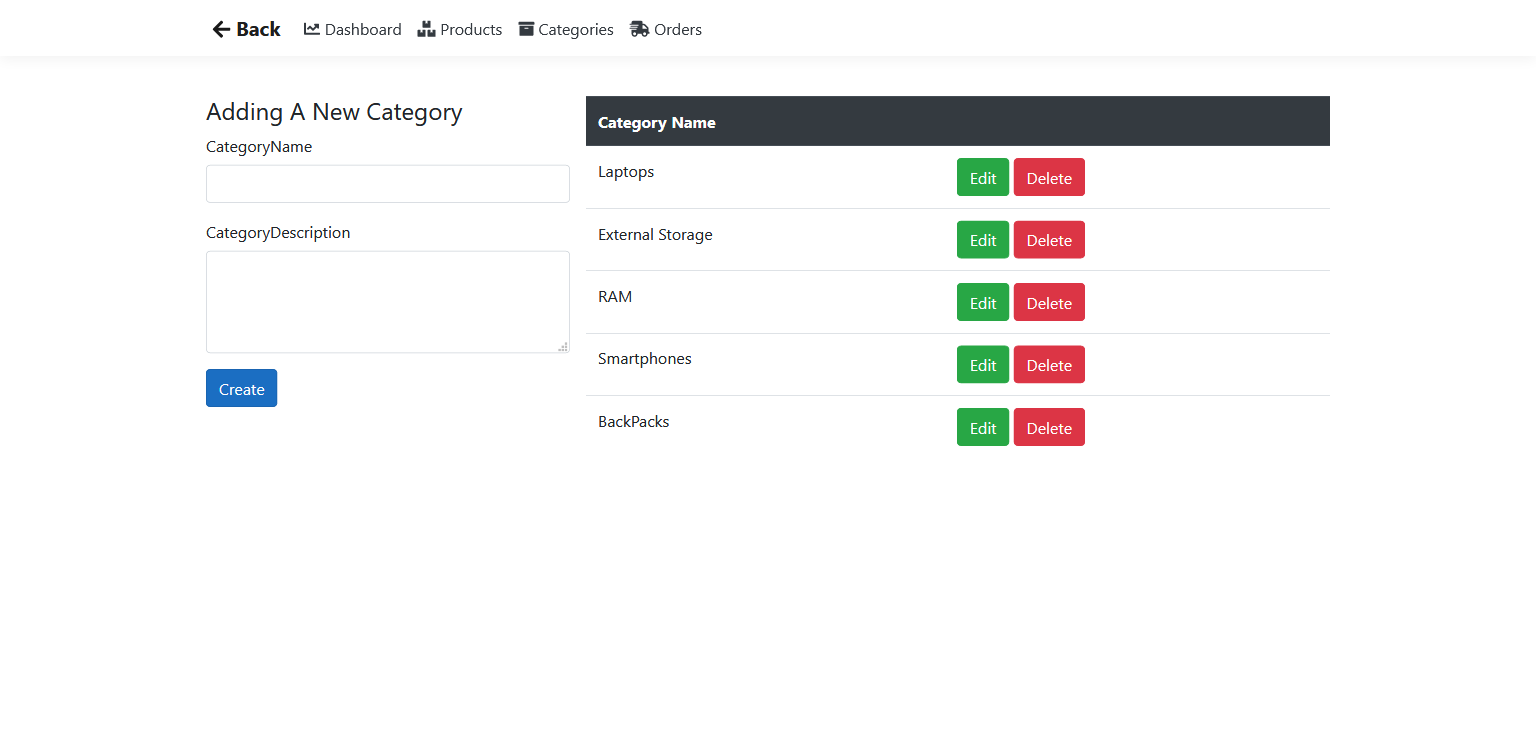 Back Dashboard Products Categories Orders
Adding A New Category
CategoryName
CategoryDescription
Create
Category Name
Laptops Edit Delete
External Storage Edit Delete
RAM Edit Delete
Smartphones Edit Delete
BackPacks Edit Delete